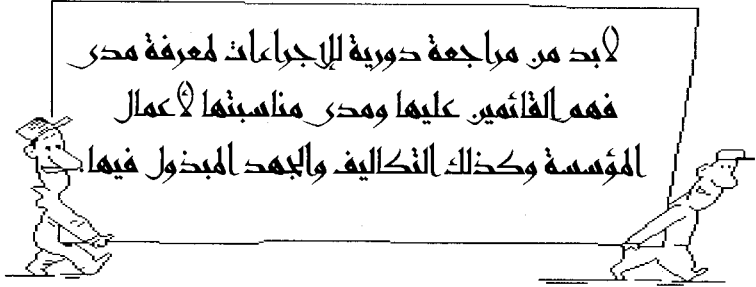 لابد من مراجعة دورية للإجراءات لمعرفة مدى
فهم القائمين عليها ومدى مناسبتها لأعمال
المؤسسة وكذلك التكاليف والجهد المبذول فيها.